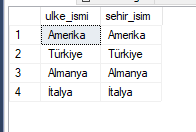 ulke_ismi sehir_isim
1 Amerika Amerika
2 Türkiye Türkiye
3 Almanya Almanya
4 İtalya İtalya